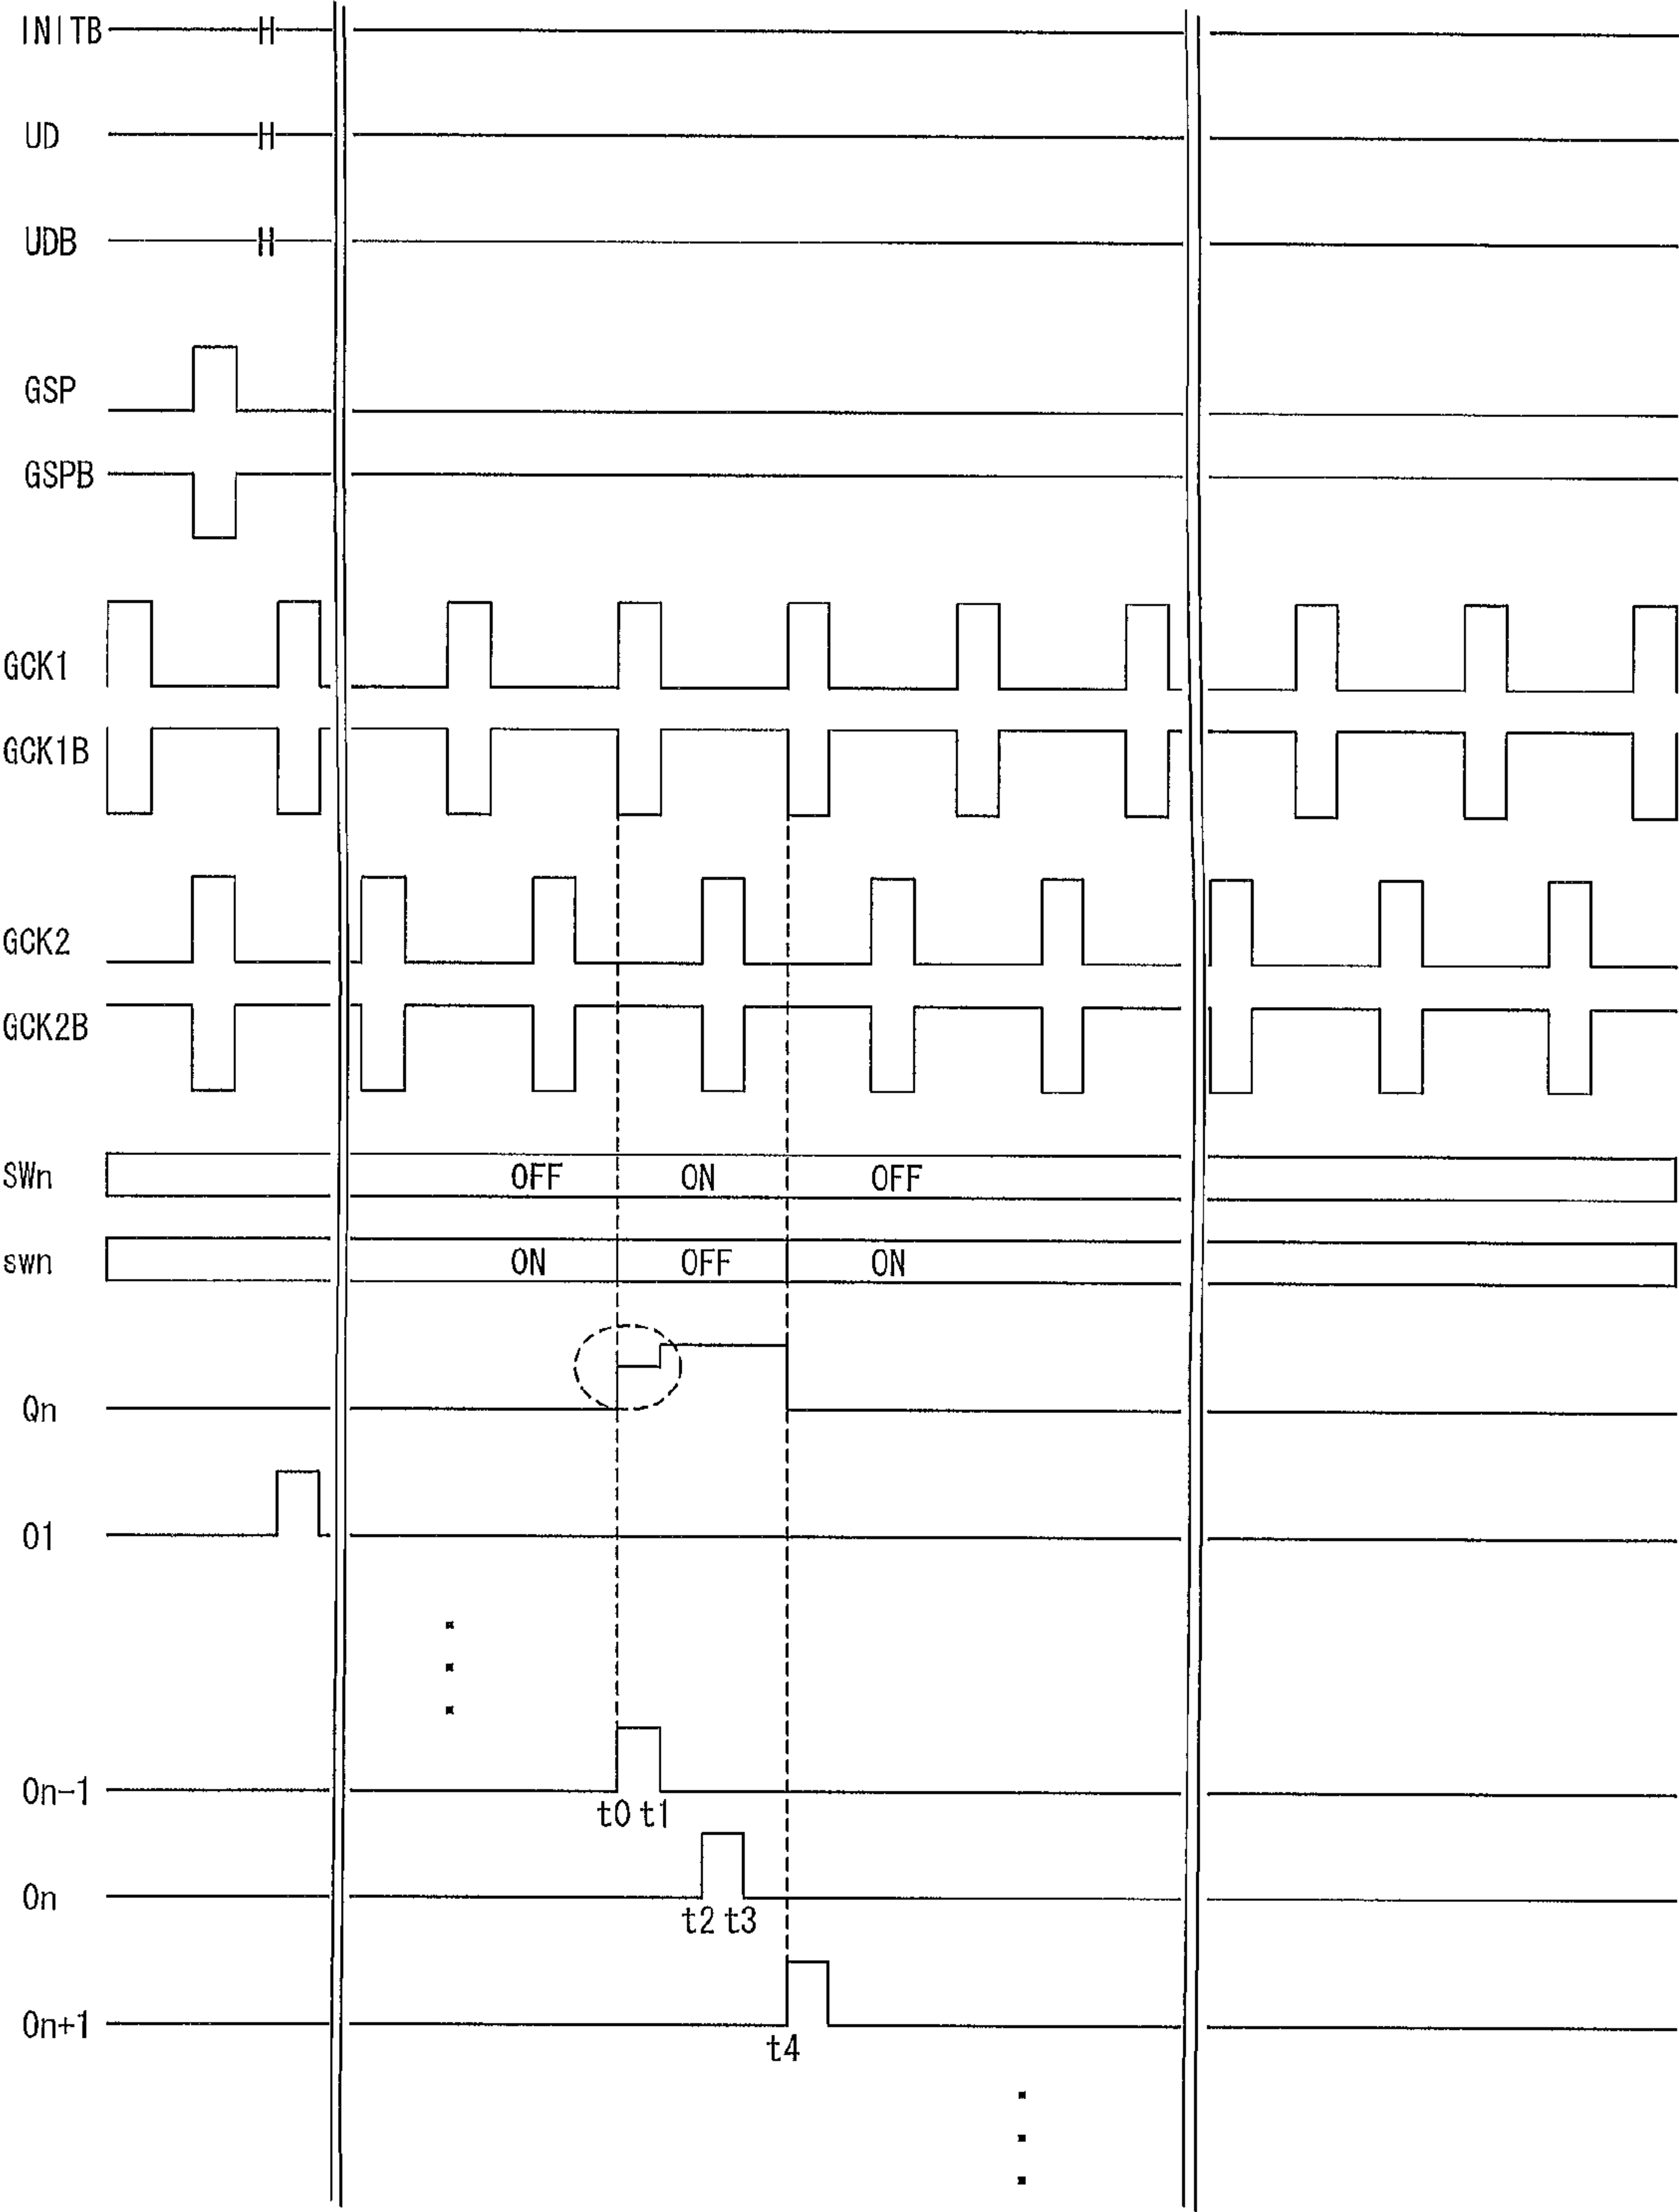 INITB H
UD H
UDB H
GSP
GSPB
GCK1
GCK1B
GCK2
GCK2B
SWn OFF ON OFF
swn ON OFF ON
Qn
O1
On-1
t0 t1
On
t2 t3
On+1
t4